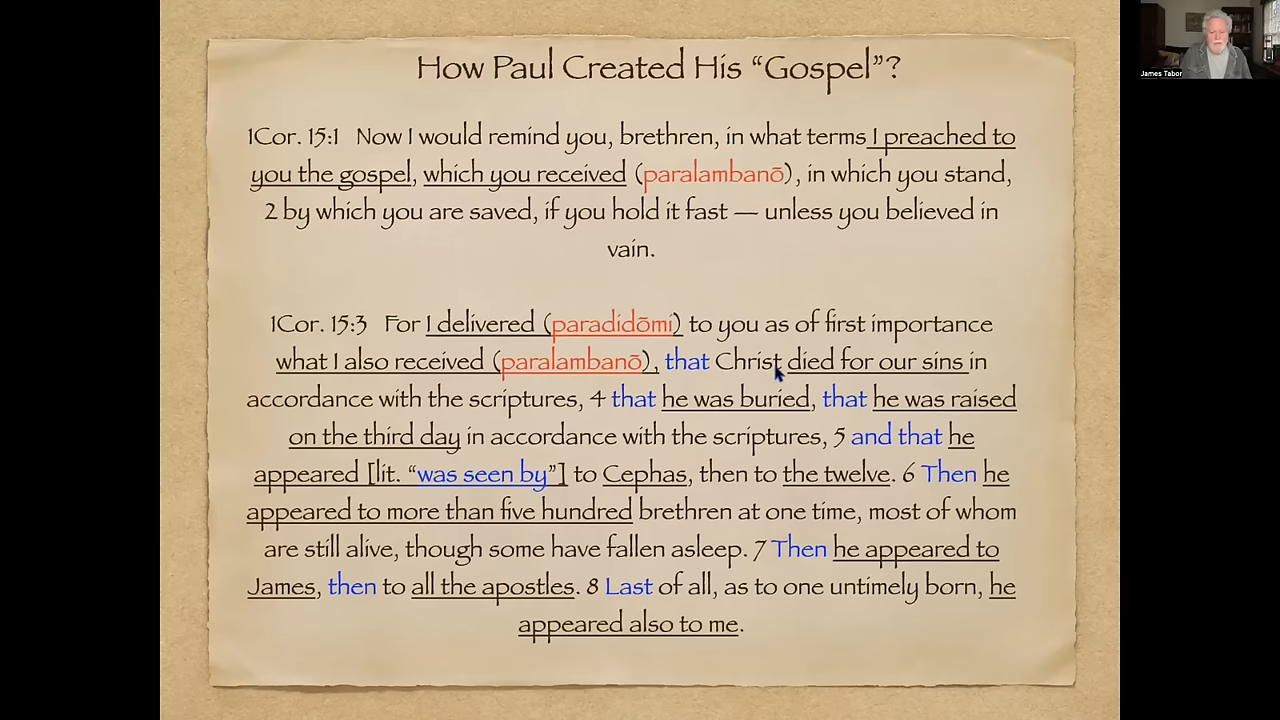 How Paul Created His “Gospel”?
1Cor. 15:1 Now I would remind you, brethren, in what terms I preached to
you the gospel, which you received (paralambanō), in which you stand,
2 by which you are saved, if you hold it fast — unless you believed in
vain.
1Cor. 15:3 For I delivered (paradidōmi) to you as of first importance
what I also received (paralambanō), that Christ died for our sins in
accordance with the scriptures, 4 that he was buried, that he was raised
on the third day in accordance with the scriptures, 5 and that he
appeared [lit. “was seen by”] to Cephas, then to the twelve. 6 Then he
appeared to more than five hundred brethren at one time, most of whom
are still alive, though some have fallen asleep. 7 Then he appeared to
James, then to all the apostles. 8 Last of all, as to one untimely born, he
appeared also to me.
James Tabor